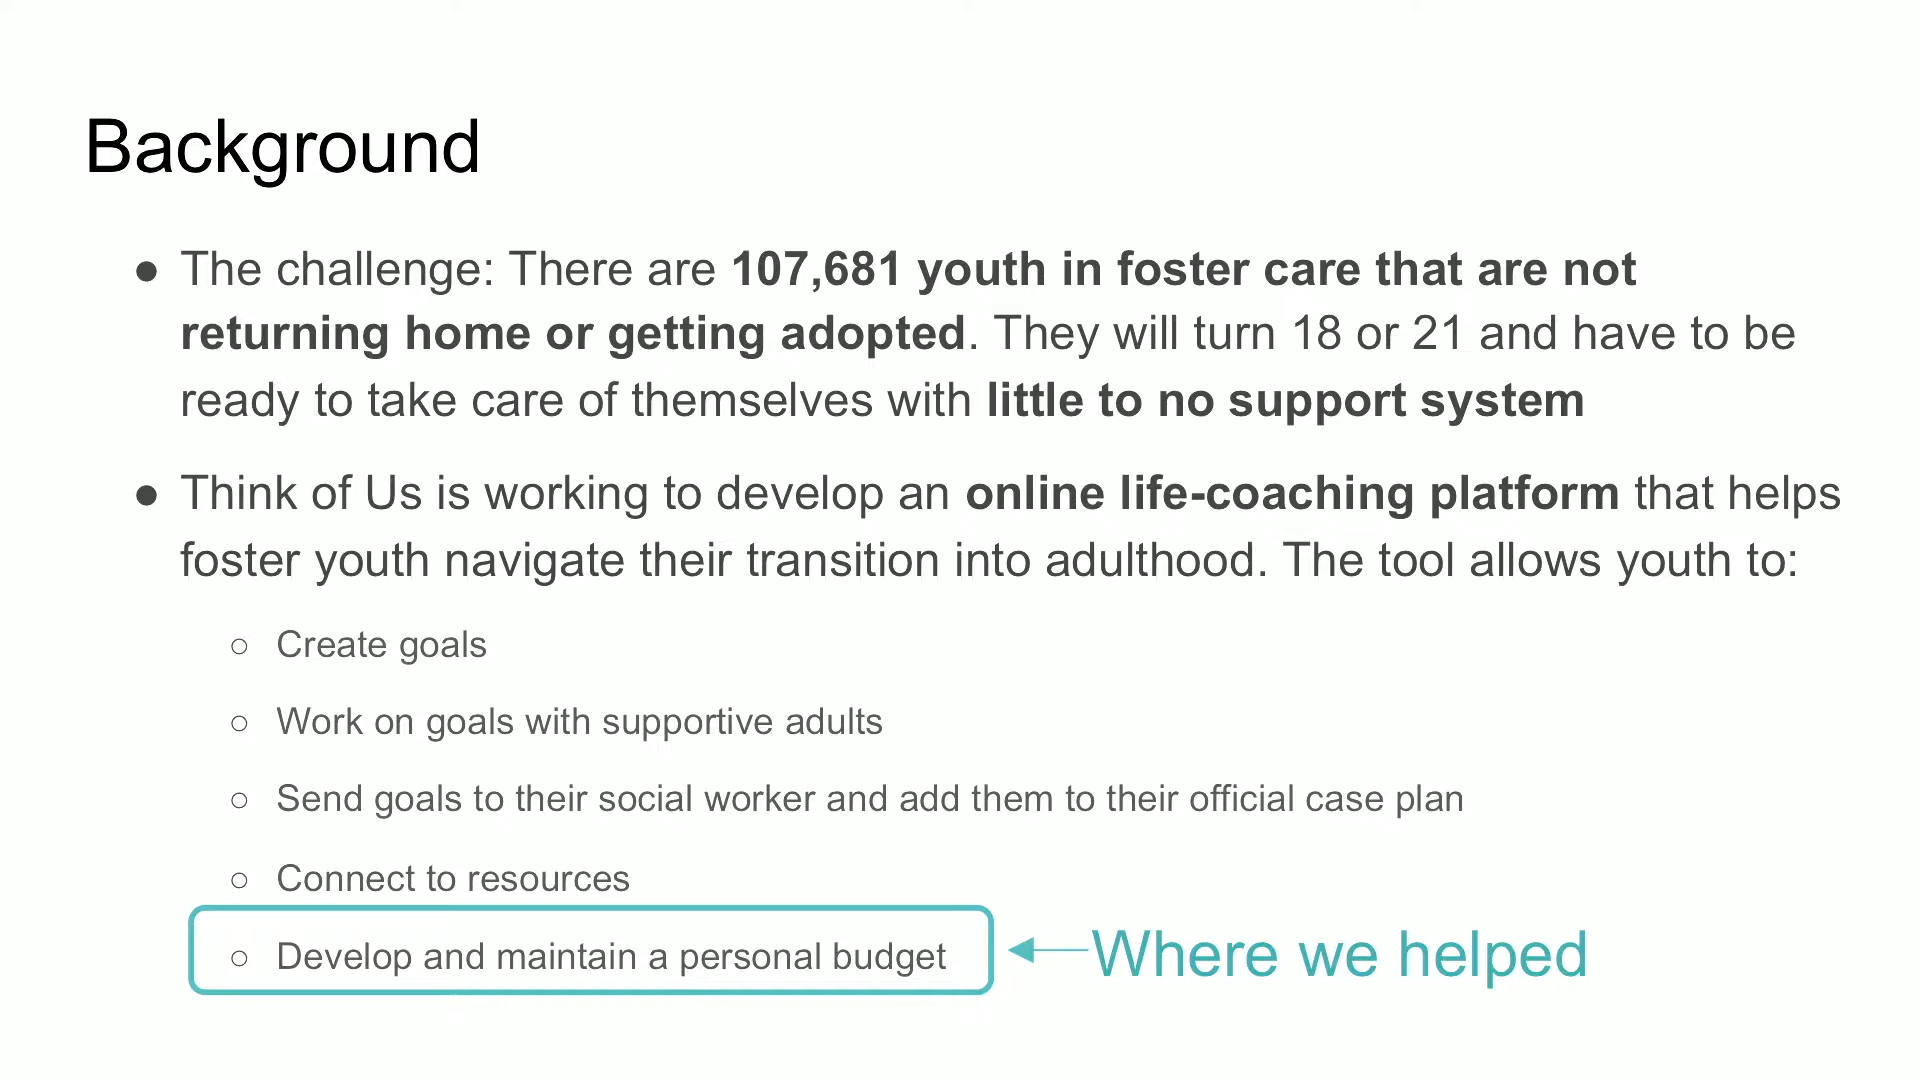 Background
● The challenge: There are 107,681 youth in foster care that are not
returning home or getting adopted. They will turn 18 or 21 and have to be
ready to take care of themselves with little to no support system
● Think of Us is working to develop an online life-coaching platform that helps
foster youth navigate their transition into adulthood. The tool allows youth to:
○ Create goals
○ Work on goals with supportive adults
○ Send goals to their social worker and add them to their official case plan
○ Connect to resources
○ Develop and maintain a personal budget
Where we helped